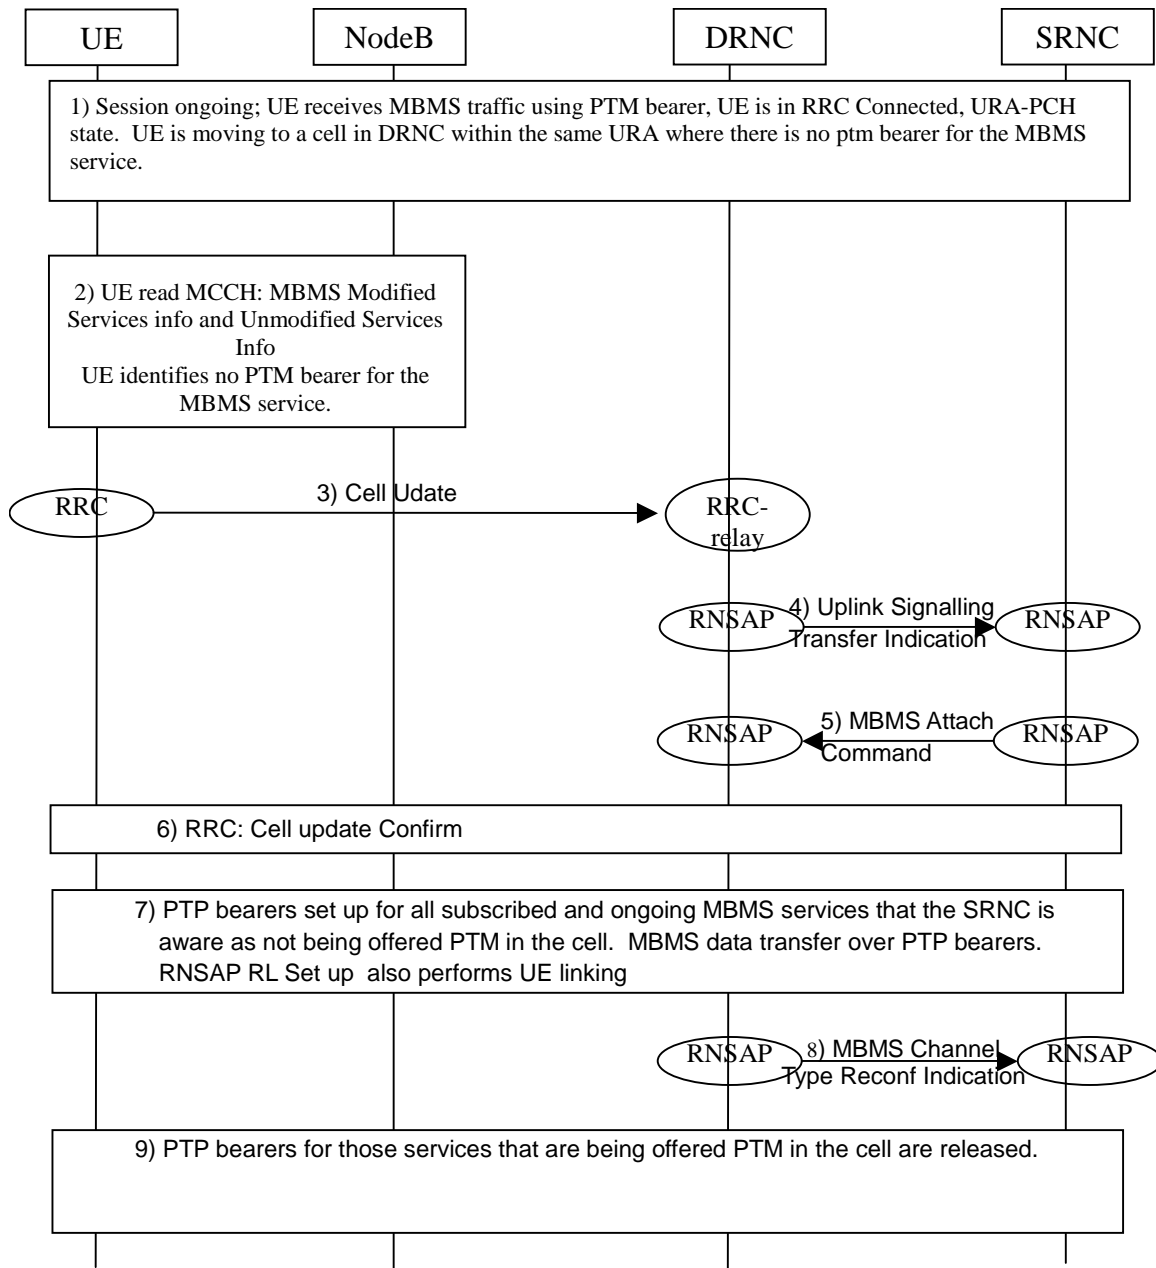 UE
NodeB
DRNC
SRNC
1) Session ongoing; UE receives MBMS traffic using PTM bearer, UE is in RRC Connected, URA-PCH
state.  UE is moving to a cell in DRNC within the same URA where there is no ptm bearer for the MBMS
service.
2) UE read MCCH: MBMS Modified
Services info and Unmodified Services
Info
UE identifies no PTM bearer for the
MBMS service.
RRC
3) Cell Udate
RRC-
relay
RNSAP
4) Uplink Signalling
Transfer Indication
RNSAP
RNSAP
5) MBMS Attach
Command
RNSAP
6) RRC: Cell update Confirm
7) PTP bearers set up for all subscribed and ongoing MBMS services that the SRNC is
aware as not being offered PTM in the cell.  MBMS data transfer over PTP bearers.
RNSAP RL Set up  also performs UE linking
RNSAP
8) MBMS Channel
Type Reconf Indication
RNSAP
9) PTP bearers for those services that are being offered PTM in the cell are released.